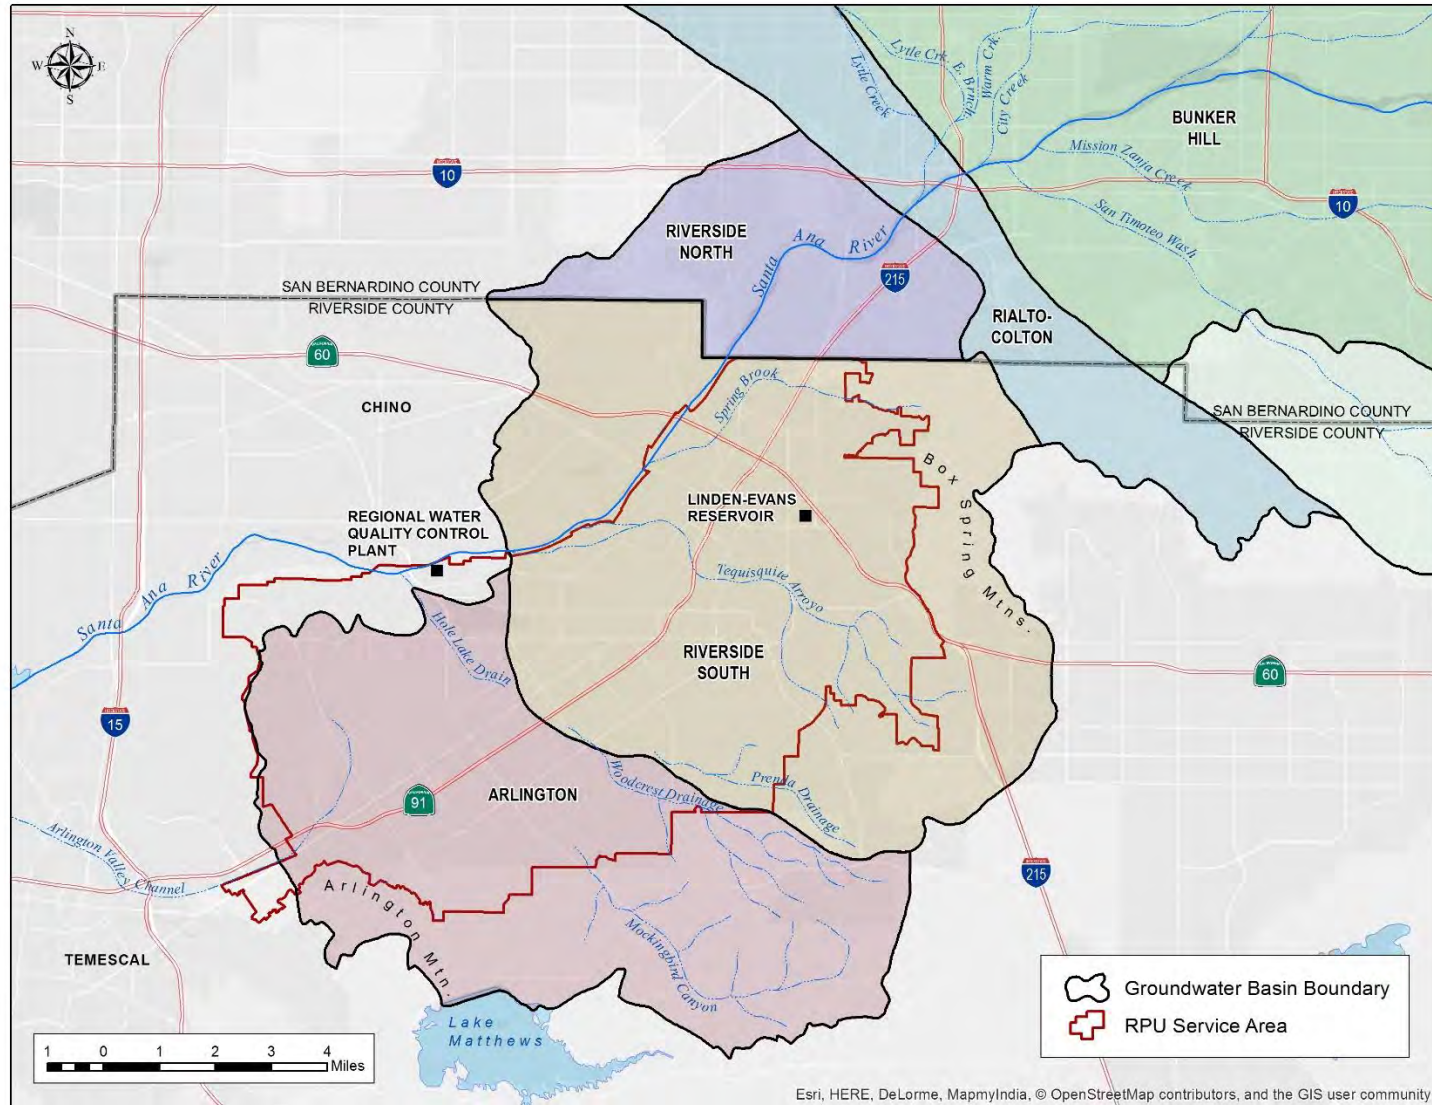 N
W E
S
Lytle Crk. E. Brnch
Warm Crk.
Lytle Creek
City Creek
BUNKER
HILL
Mission Zanja Creek
10
10
San Timoteo Wash
RIVERSIDE
NORTH
Santa Ana River
215
SAN BERNARDINO COUNTY
RIVERSIDE COUNTY
RIALTO-
COLTON
60
CHINO
Spring Brook
SAN BERNARDINO COUNTY
RIVERSIDE COUNTY
Box Spring Mtns.
LINDEN-EVANS
RESERVOIR
REGIONAL WATER
QUALITY CONTROL
PLANT
Santa Ana River
Tequisquite Arroyo
Hole Lake Drain
RIVERSIDE
SOUTH
60
15
Woodcrest Drainage
Prenda Drainage
ARLINGTON
91
Arlington Valley Channel
215
Arlington Mtn.
Mockingbird Canyon
TEMESCAL
Groundwater Basin Boundary
RPU Service Area
Lake
Matthews
1 0 1 2 3 4
Miles
Esri, HERE, DeLorme, MapmyIndia, © OpenStreetMap contributors, and the GIS user community